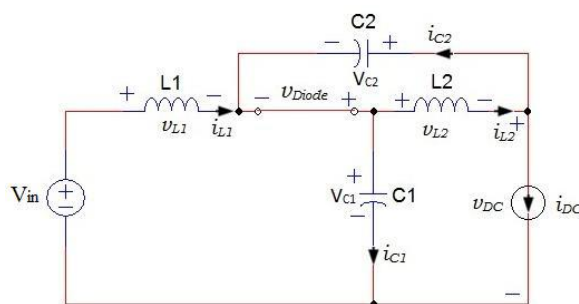 C2
i_C2
V_C2
L1
v_L1
i_L1
v_Diode
L2
v_L2
i_L2
Vin
V_C1
C1
v_DC
i_DC
i_C1